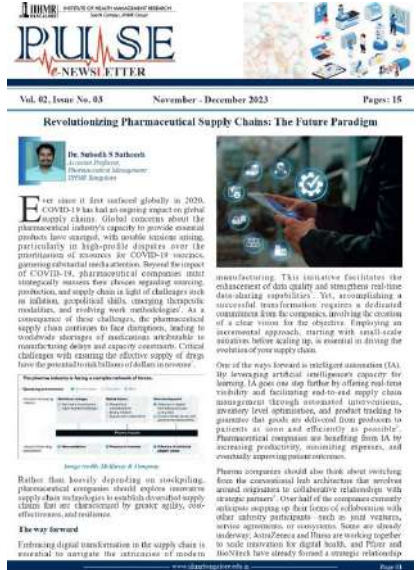 IIHMR
BANGALORE
INSTITUTE OF HEALTH MANAGEMENT RESEARCH
PULSE
e-NEWSLETTER
Vol. 02, Issue No. 03
November - December 2023
Pages: 15
Revolutionizing Pharmaceutical Supply Chains: The Future Paradigm
Associate Professor,
Pharmaceutical Management
IIHMR Bangalore
Ever since it first surfaced globally in 2020,
COVID-19 has had an ongoing impact on global
supply chains. Global concerns about the
pharmaceutical industry's capacity to provide essential
products have emerged, with notable tensions arising,
particularly in high-profile disputes over the
prioritization of resources for COVID-19 vaccines,
garnering substantial media attention. Beyond the impact
of COVID-19, pharmaceutical companies must
strategically reassess their choices regarding sourcing,
production, and supply chain in light of challenges such
as inflation, geopolitical shifts, emerging therapeutic
modalities, and evolving work methodologies. As a
consequence of these challenges, the pharmaceutical
supply chain continues to face disruptions, leading to
worldwide shortages of medications attributable to
manufacturing delays and capacity constraints. Critical
challenges with ensuring the effective supply of drugs
have the potential to risk billions of dollars in revenue.
The pharma industry is facing a complex network of forces.
Image credit: McKinsey & Company
Rather than heavily depending on stockpiling,
pharmaceutical companies should explore innovative
supply chain technologies to establish diversified supply
chains that are characterized by greater agility, cost-
effectiveness, and resilience.
The way forward
Embracing digital transformation in the supply chain is
essential to navigate the intricacies of modern
manufacturing. This initiative facilitates the
enhancement of data quality and strengthens real-time
data-sharing capabilities. Yet, accomplishing a
successful transformation requires a dedicated
commitment from the companies, involving the creation
of a clear vision for the objective. Employing an
incremental approach, starting with small-scale
initiatives before scaling up, is essential in driving the
evolution of your supply chain.
One of the ways forward is intelligent automation (IA).
By leveraging artificial intelligence's capacity for
learning, IA goes one step further by offering real-time
visibility and facilitating end-to-end supply chain
management through automated interventions,
inventory level optimisation, and product tracking to
guarantee that goods are delivered from producers to
patients as soon and efficiently as possible.
Pharmaceutical companies are benefiting from IA by
increasing productivity, minimizing expenses, and
eventually improving patient outcomes.
Pharma companies should also think about switching
from the conventional hub architecture that revolves
around originators to collaborative relationships with
strategic partners. Over half of the companies currently
anticipate stepping up their forms of collaboration with
other industry participants such as joint ventures,
service agreements, or ecosystems. Some are already
underway; AstraZeneca and Illumina are working together
to scale innovation for digital health, and Pfizer and
BioNTech have already formed a strategic relationship
Page 01